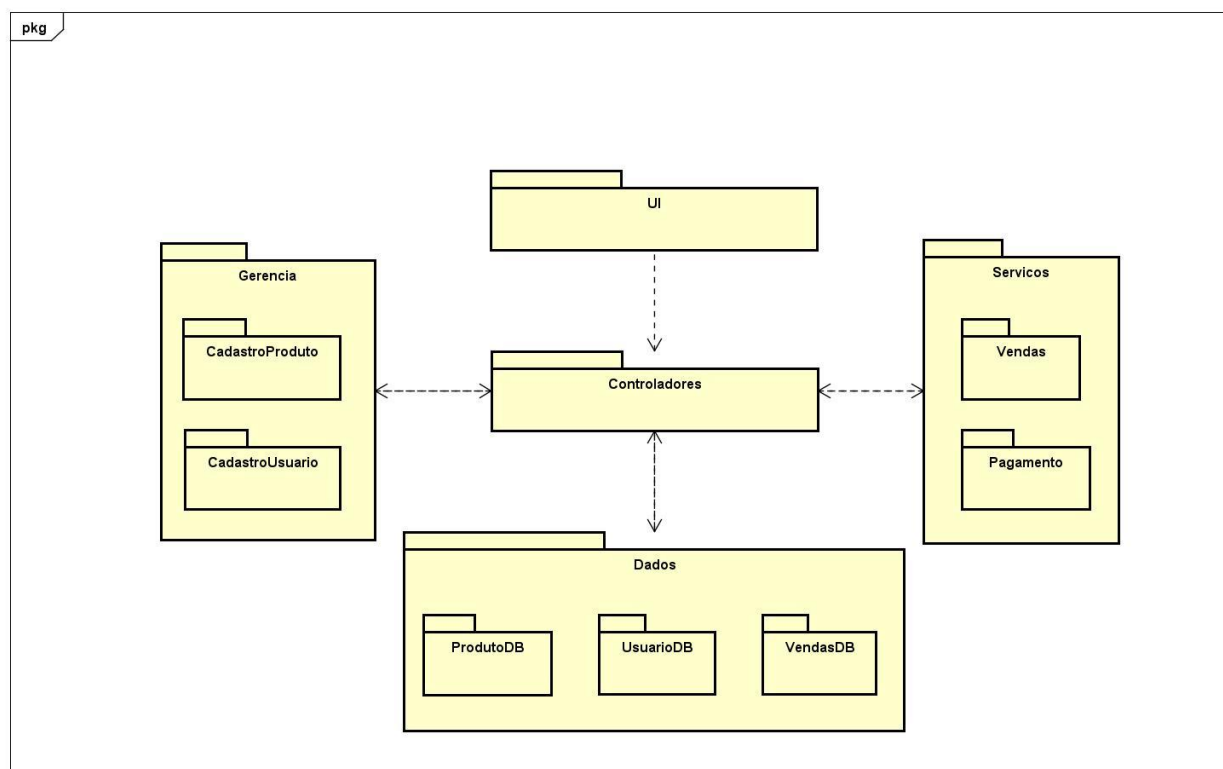 pkg
UI
Gerencia
CadastroProduto
CadastroUsuario
Controladores
Servicos
Vendas
Pagamento
Dados
ProdutoDB
UsuarioDB
VendasDB